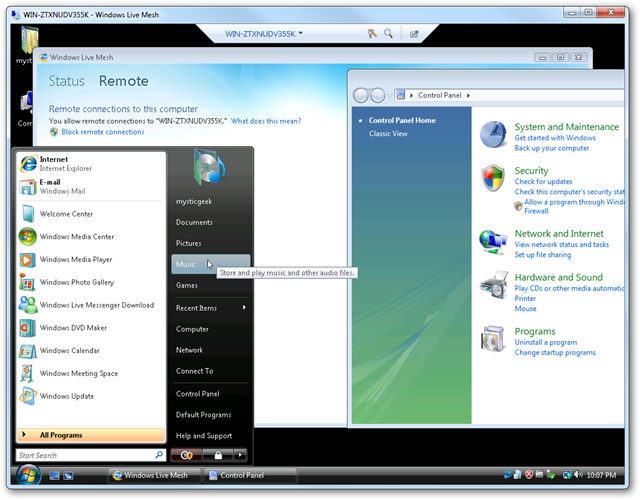 WIN-ZTXNUDV355K - Windows Live Mesh
WIN-ZTXNUDV355K
mystic
Com
Windows Live Mesh
Status Remote
Remote connections to this computer
You allow remote connections to "WIN-ZTXNUDV355K." What does this mean?
Block remote connections
Control Panel
Control Panel Home
Classic View
System and Maintenance
Get started with Windows
Back up your computer
Security
Check for updates
Check this computer's security stat
Allow a program through Windo
Firewall
Network and Internet
View network status and tasks
Set up file sharing
Hardware and Sound
Play CDs or other media automatic
Printer
Mouse
Programs
Uninstall a program
Change startup programs
Internet
Internet Explorer
E-mail
Windows Mail
Welcome Center
Windows Media Center
Windows Media Player
Windows Photo Gallery
Windows Live Messenger Download
Windows DVD Maker
Windows Calendar
Windows Meeting Space
Windows Update
All Programs
Start Search
mysticgeek
Documents
Pictures
Music
Store and play music and other audio files.
Games
Recent Items
Computer
Network
Connect To
Control Panel
Default Programs
Help and Support
Windows Live Mesh
Control Panel
10:07 PM